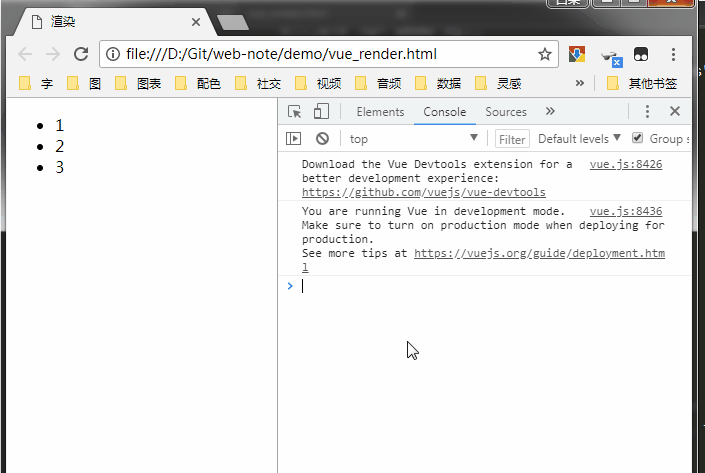 渲染
file:///D:/Git/web-note/demo/vue_render.html
字 图 图表 配色 社交 视频 音频 数据 灵感 » 其他书签
1
2
3
Elements Console Sources »
top Filter Default levels Group s
Download the Vue Devtools extension for a vue.js:8426
better development experience:
https://github.com/vuejs/vue-devtools
You are running Vue in development mode. vue.js:8436
Make sure to turn on production mode when deploying for
production.
See more tips at https://vuejs.org/guide/deployment.htm
l